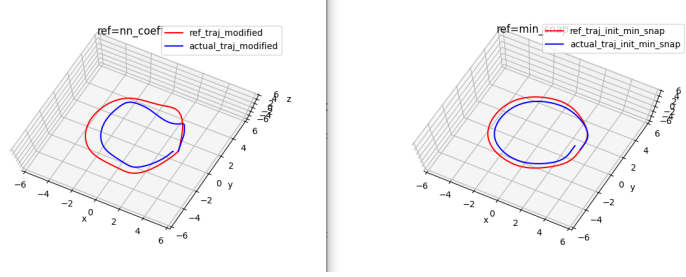 ref=nn_coef
ref_traj_modified
actual_traj_modified
6
4
z
6
4
2
0
y
−2
−4
−6
−6
−4
−2
0
x
2
4
6
ref=min_snap
ref_traj_init_min_snap
actual_traj_init_min_snap
6
4
z
6
4
2
0
y
−2
−4
−6
−6
−4
−2
0
x
2
4
6